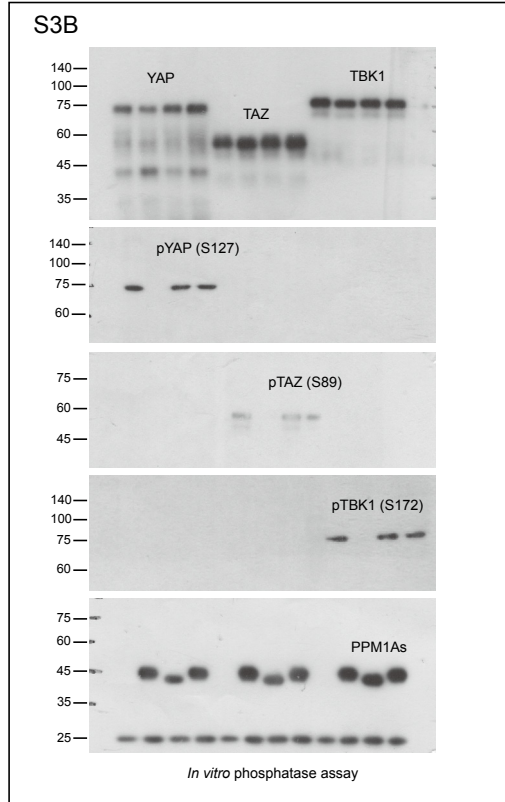 S3B
YAP
TAZ
TBK1
140
100
75
60
45
35
pYAP (S127)
140
100
75
60
pTAZ (S89)
75
60
45
pTBK1 (S172)
140
100
75
60
PPM1As
75
60
45
35
25
In vitro phosphatase assay